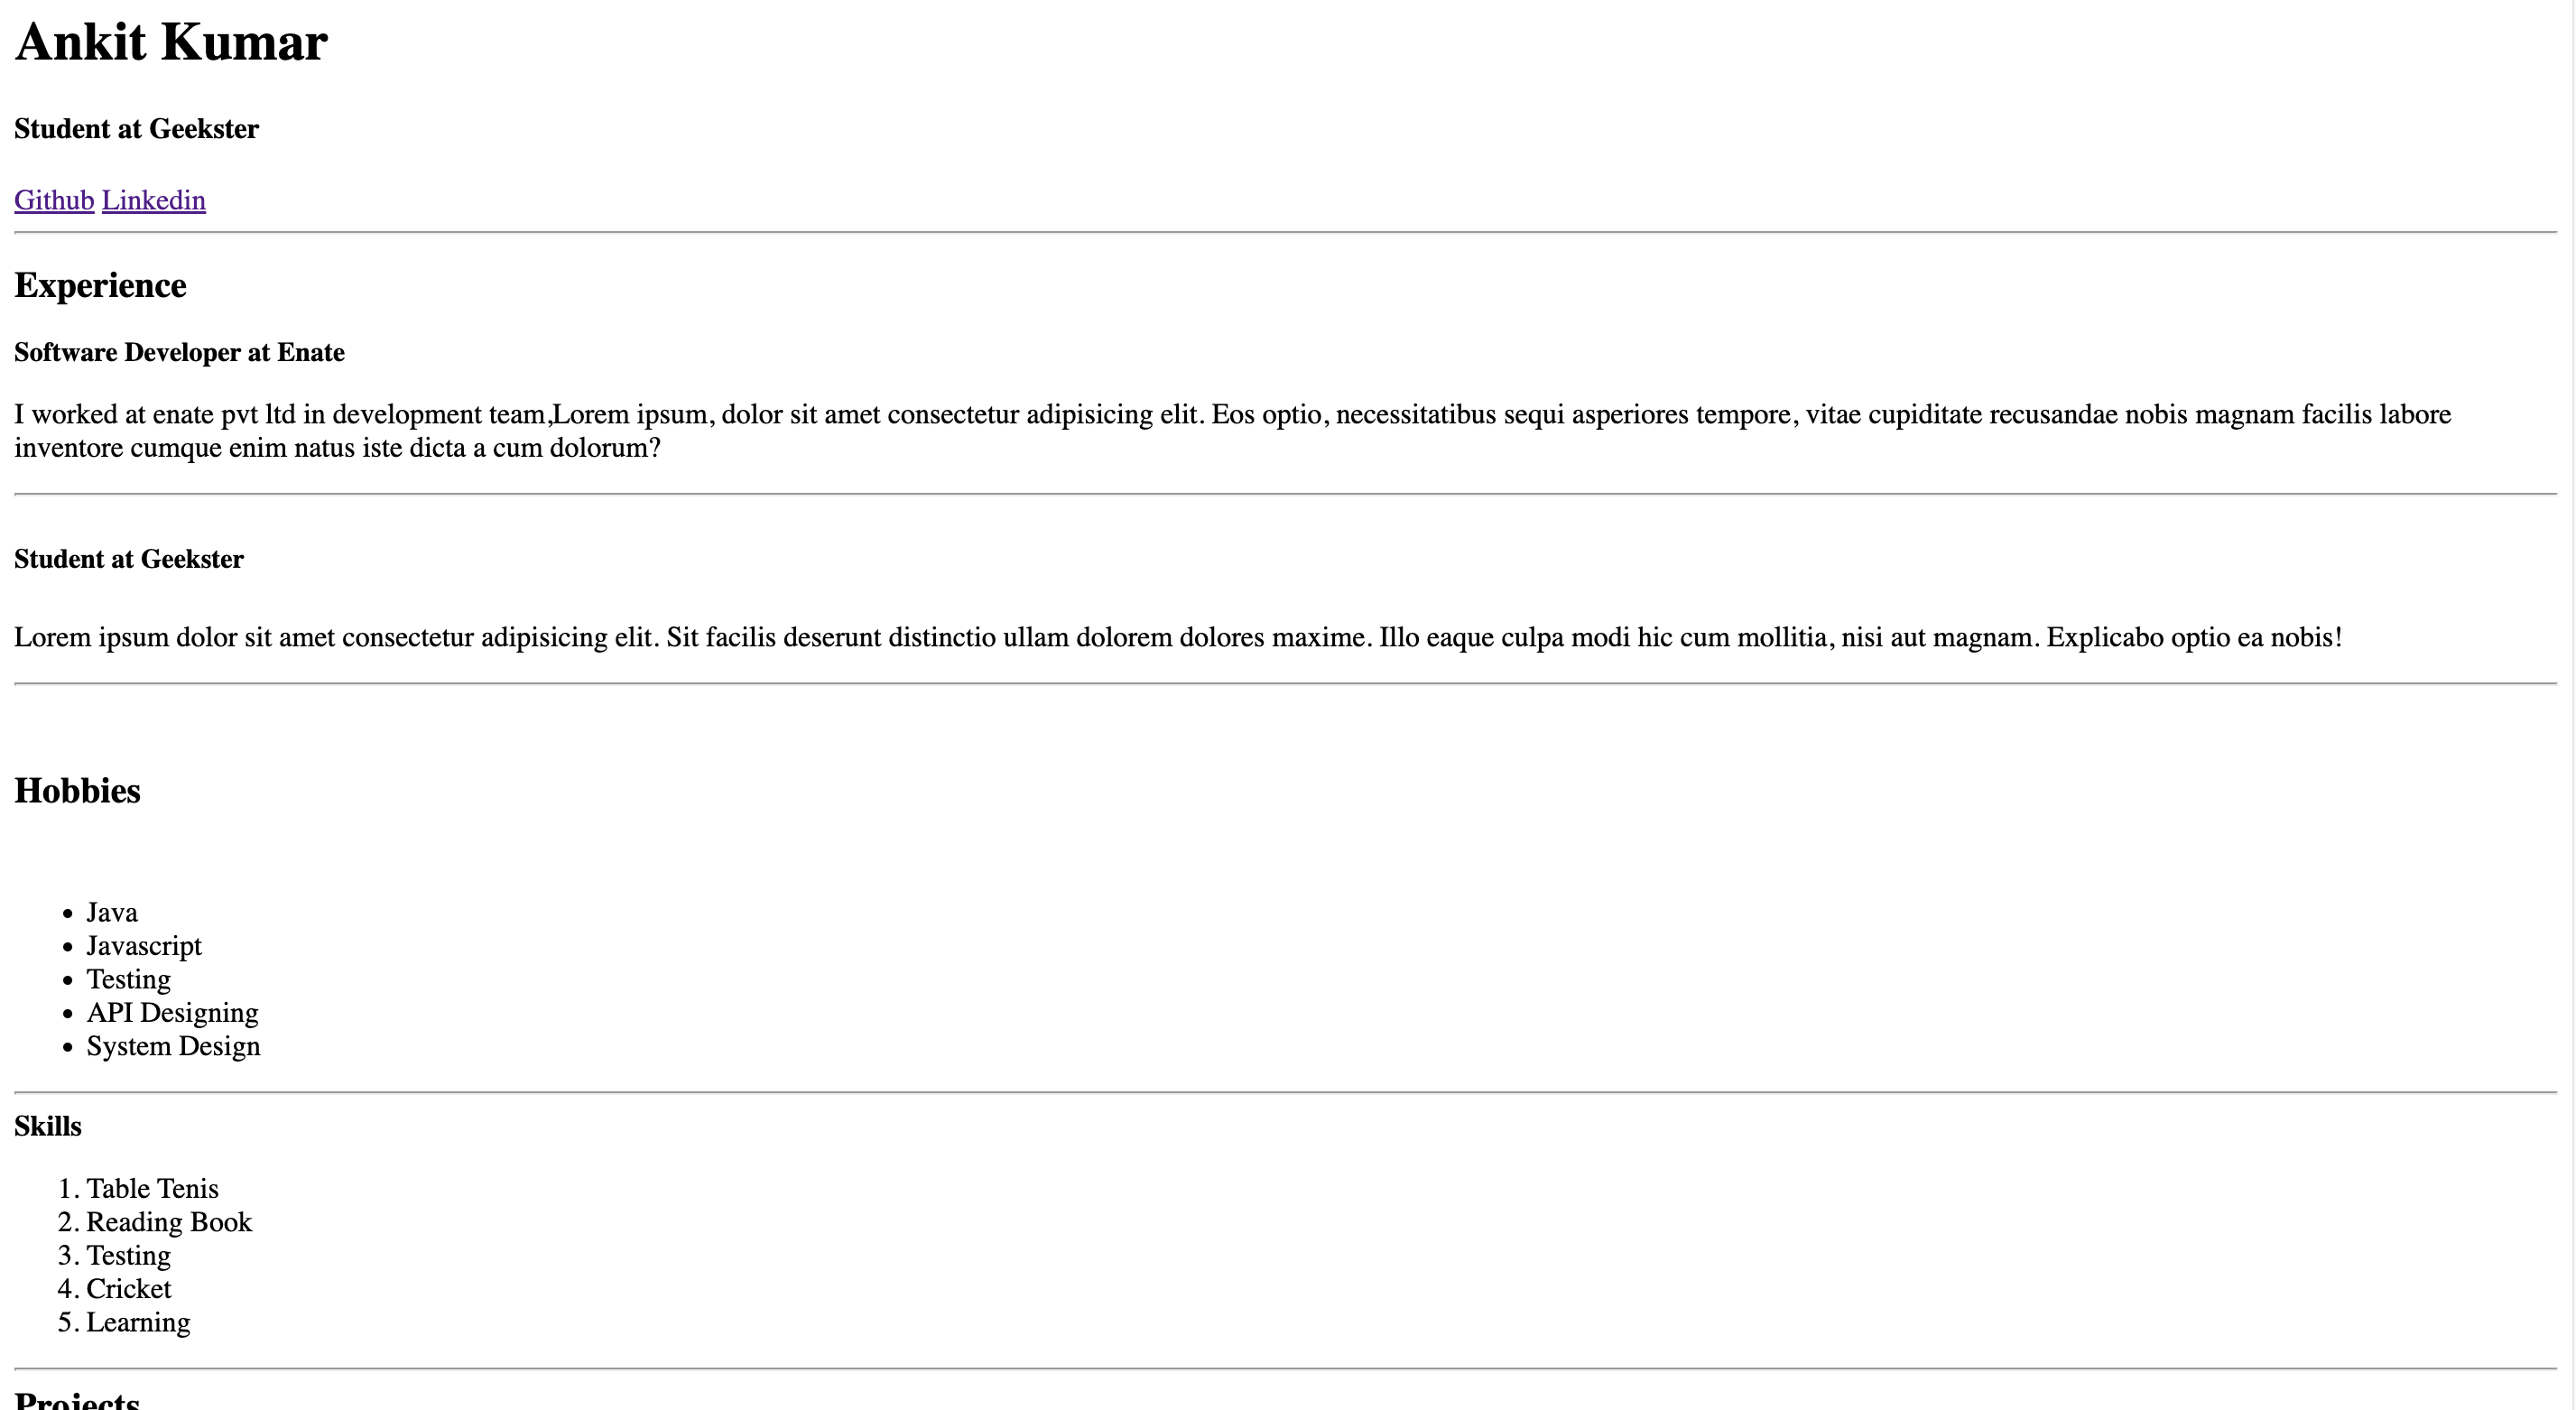 Ankit Kumar
Student at Geekster
Github Linkedin
Experience
Software Developer at Enate
I worked at enate pvt ltd in development team,Lorem ipsum, dolor sit amet consectetur adipisicing elit. Eos optio, necessitatibus sequi asperiores tempore, vitae cupiditate recusandae nobis magnam facilis labore
inventore cumque enim natus iste dicta a cum dolorum?
Student at Geekster
Lorem ipsum dolor sit amet consectetur adipisicing elit. Sit facilis deserunt distinctio ullam dolorem dolores maxime. Illo eaque culpa modi hic cum mollitia, nisi aut magnam. Explicabo optio ea nobis!
Hobbies
• Java
• Javascript
• Testing
• API Designing
• System Design
Skills
1. Table Tenis
2. Reading Book
3. Testing
4. Cricket
5. Learning
Projects